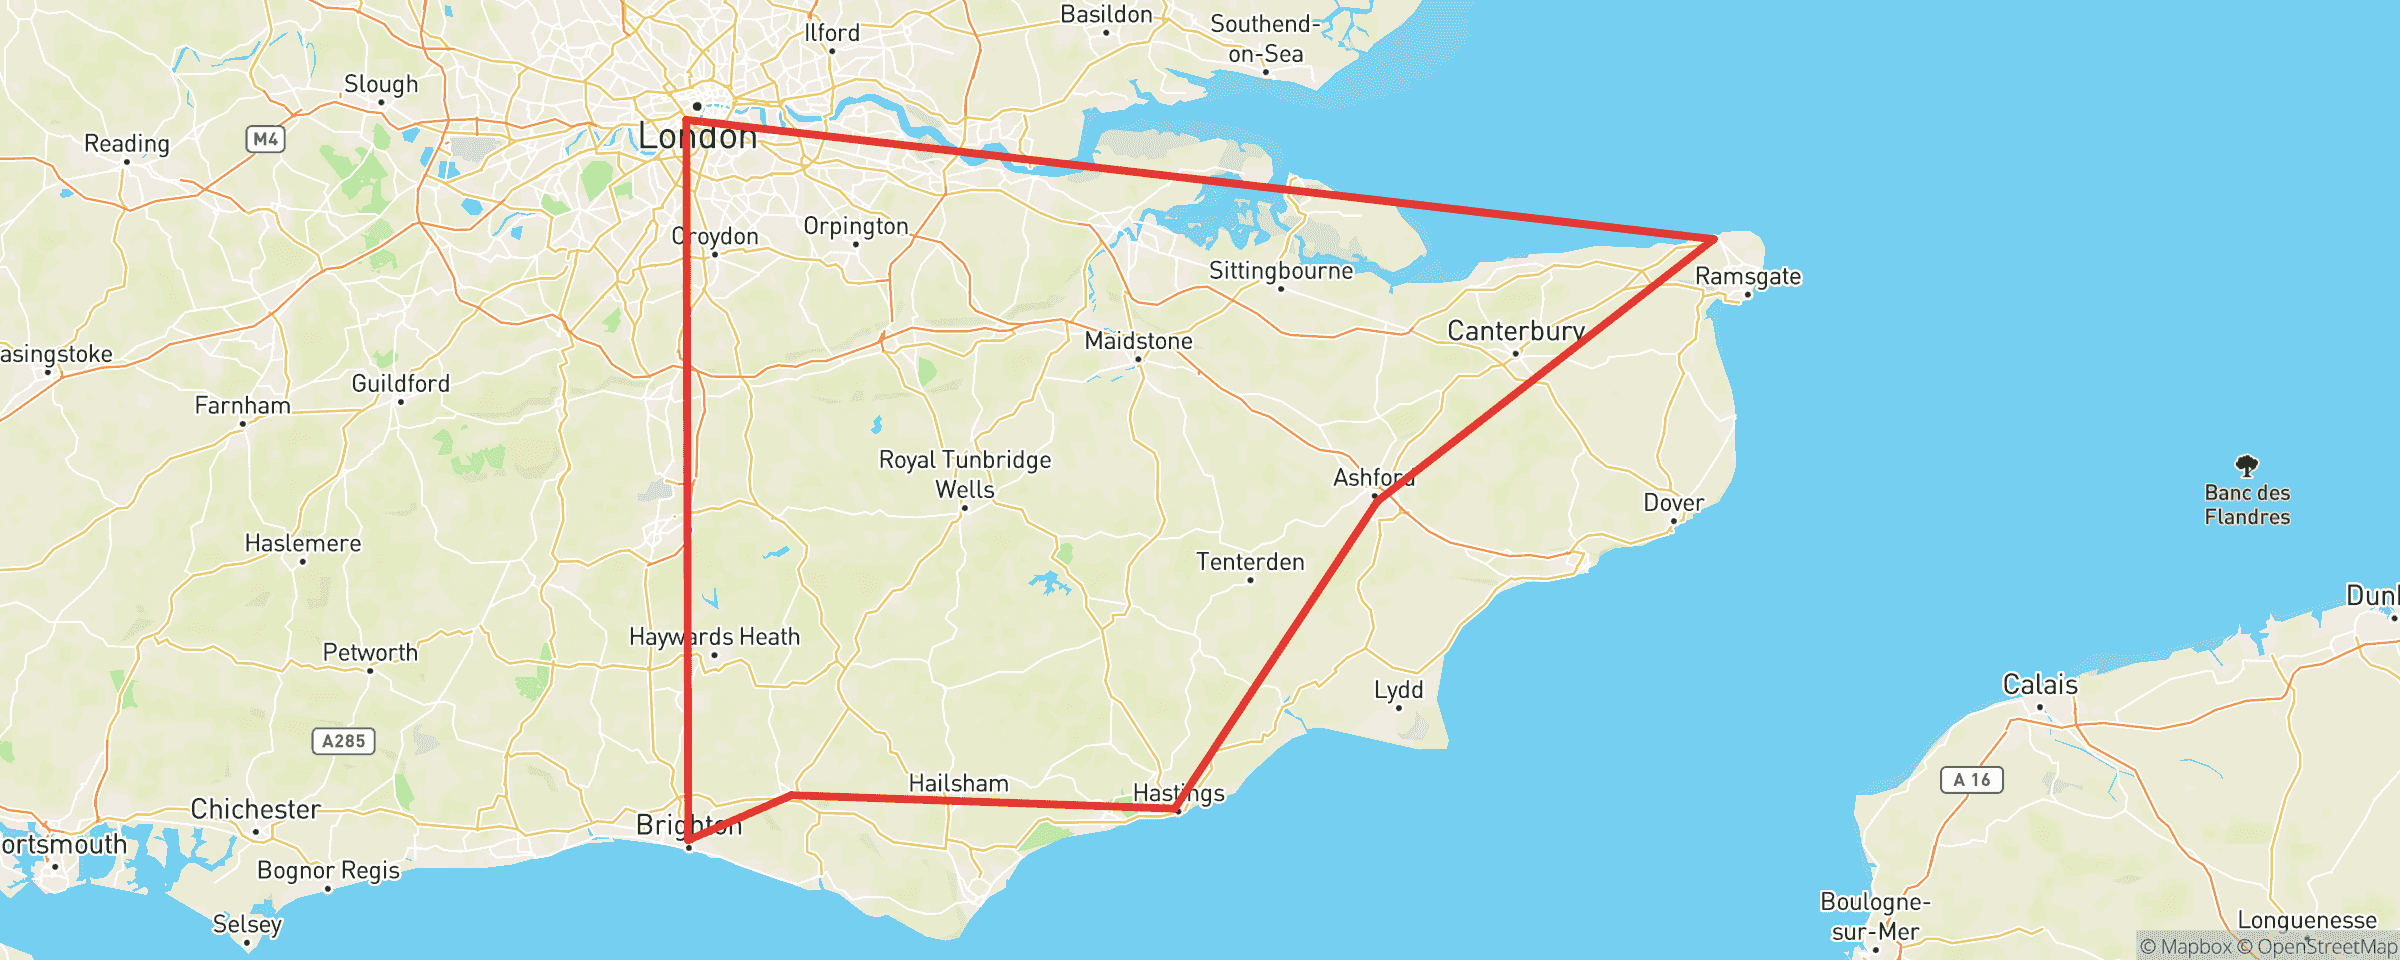 Basildon
Southend-
on-Sea
Ilford
Slough
London
M4
Reading
Croydon
Orpington
Sittingbourne
Ramsgate
Canterbury
Maidstone
asingstoke
Guildford
Farnham
Royal Tunbridge
Wells
Ashford
Dover
Banc des
Flandres
Haslemere
Tenterden
Dunk
Haywards Heath
Petworth
Calais
Lydd
A285
A 16
Hailsham
Hastings
Chichester
Brighton
ortsmouth
Bognor Regis
Boulogne-
sur-Mer
Selsey
Longuenesse
© Mapbox © OpenStreetMap